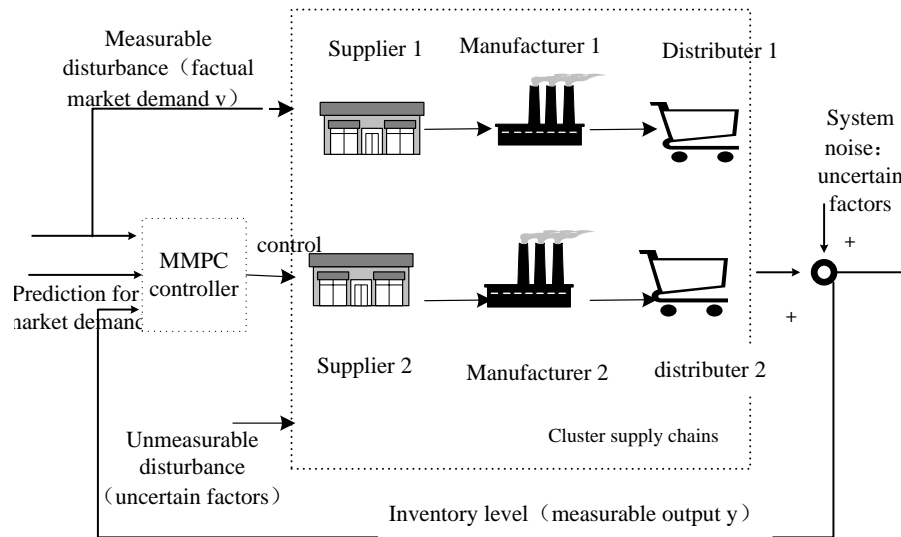 Measurable
disturbance（factual
market demand v）
Supplier 1
Manufacturer 1
Distributer 1
System
noise：
uncertain
factors
+
MMPC
controller
control
Prediction for
market demand
+
Supplier 2
Manufacturer 2
distributer 2
Unmeasurable
disturbance
（uncertain factors）
Cluster supply chains
Inventory level（measurable output y）